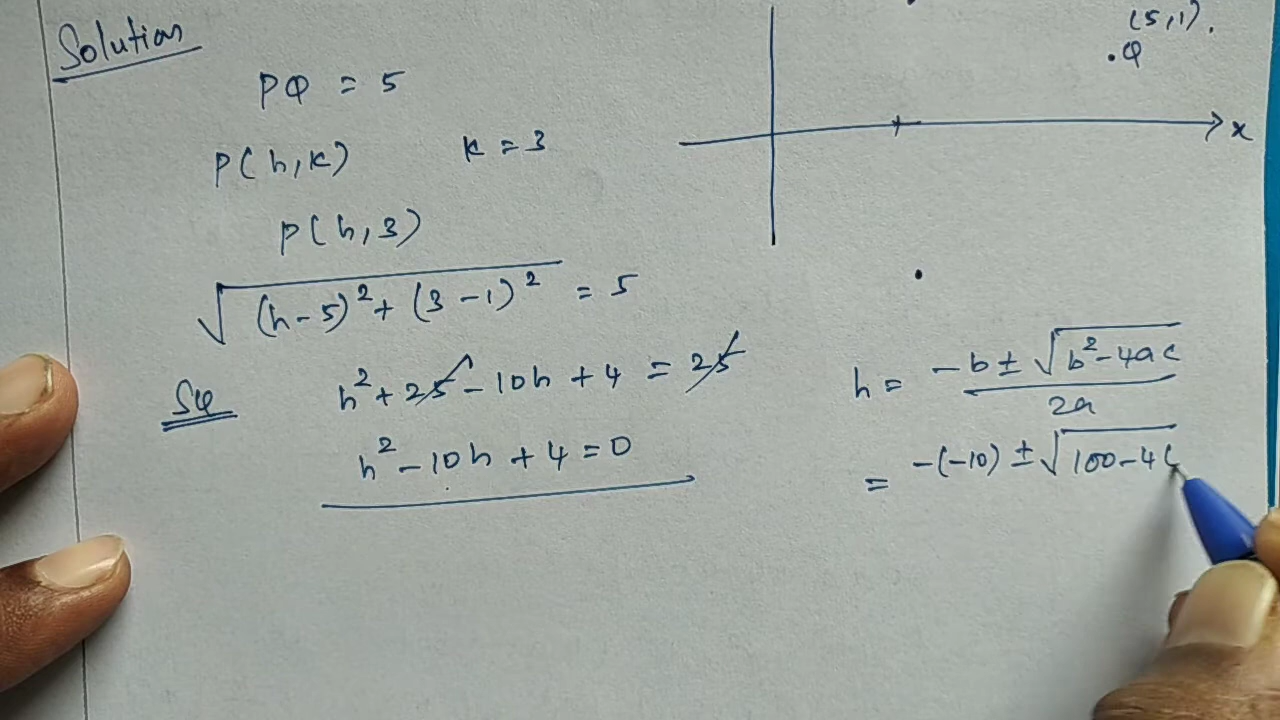 Solution
PQ = 5
P(h,k) k = 3
P(h,3)
√(h-5)² + (3-1)² = 5
Sq h² + 25 - 10h + 4 = 25
h² - 10h + 4 = 0
(5,1).
.Q
x
h = -b ± √b²-4ac
2a
= -(-10) ± √100-4(